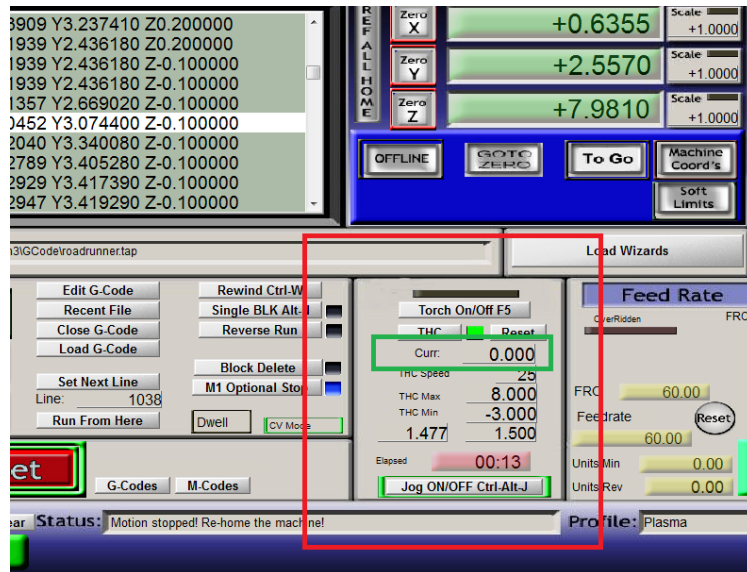 3909 Y3.237410 Z0.200000
1939 Y2.436180 Z0.200000
1939 Y2.436180 Z-0.100000
1939 Y2.436180 Z-0.100000
1357 Y2.669020 Z-0.100000
0452 Y3.074400 Z-0.100000
2040 Y3.340080 Z-0.100000
2789 Y3.405280 Z-0.100000
2929 Y3.417390 Z-0.100000
2947 Y3.419290 Z-0.100000
REF ALL HOME
Zero X
+0.6355
Scale
+1.0000
Zero Y
+2.5570
Scale
+1.0000
Zero Z
+7.9810
Scale
+1.0000
OFFLINE
GOTO ZERO
To Go
Machine Coord's
Soft Limits
n3\GCode\roadrunner.tap
Load Wizards
Edit G-Code
Recent File
Close G-Code
Load G-Code
Set Next Line
Line: 1038
Run From Here
Rewind Ctrl-W
Single BLK Alt-N
Reverse Run
Block Delete
M1 Optional Stop
Dwell
CV Mode
G-Codes
M-Codes
et
Torch On/Off F5
THC Reset
Curr: 0.000
THC Speed 25
THC Max 8.000
THC Min -3.000
1.477 1.500
Elapsed 00:13
Jog ON/OFF Ctrl-Alt-J
Feed Rate
OverRidden
FRO
FRO 60.00
Feedrate
Reset
60.00
Units/Min 0.00
Units/Rev 0.00
ear Status: Motion stopped! Re-home the machine!
Profile: Plasma